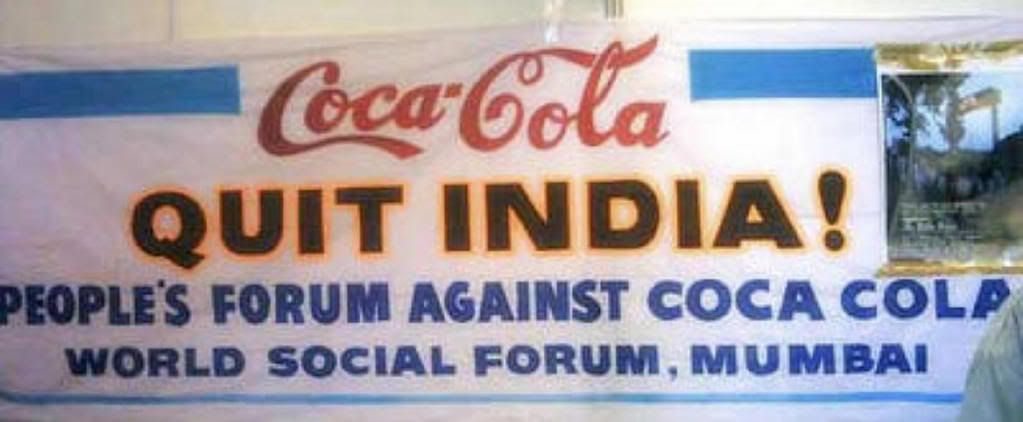 Coca-Cola
QUIT INDIA!
PEOPLE'S FORUM AGAINST COCA COLA
WORLD SOCIAL FORUM, MUMBAI